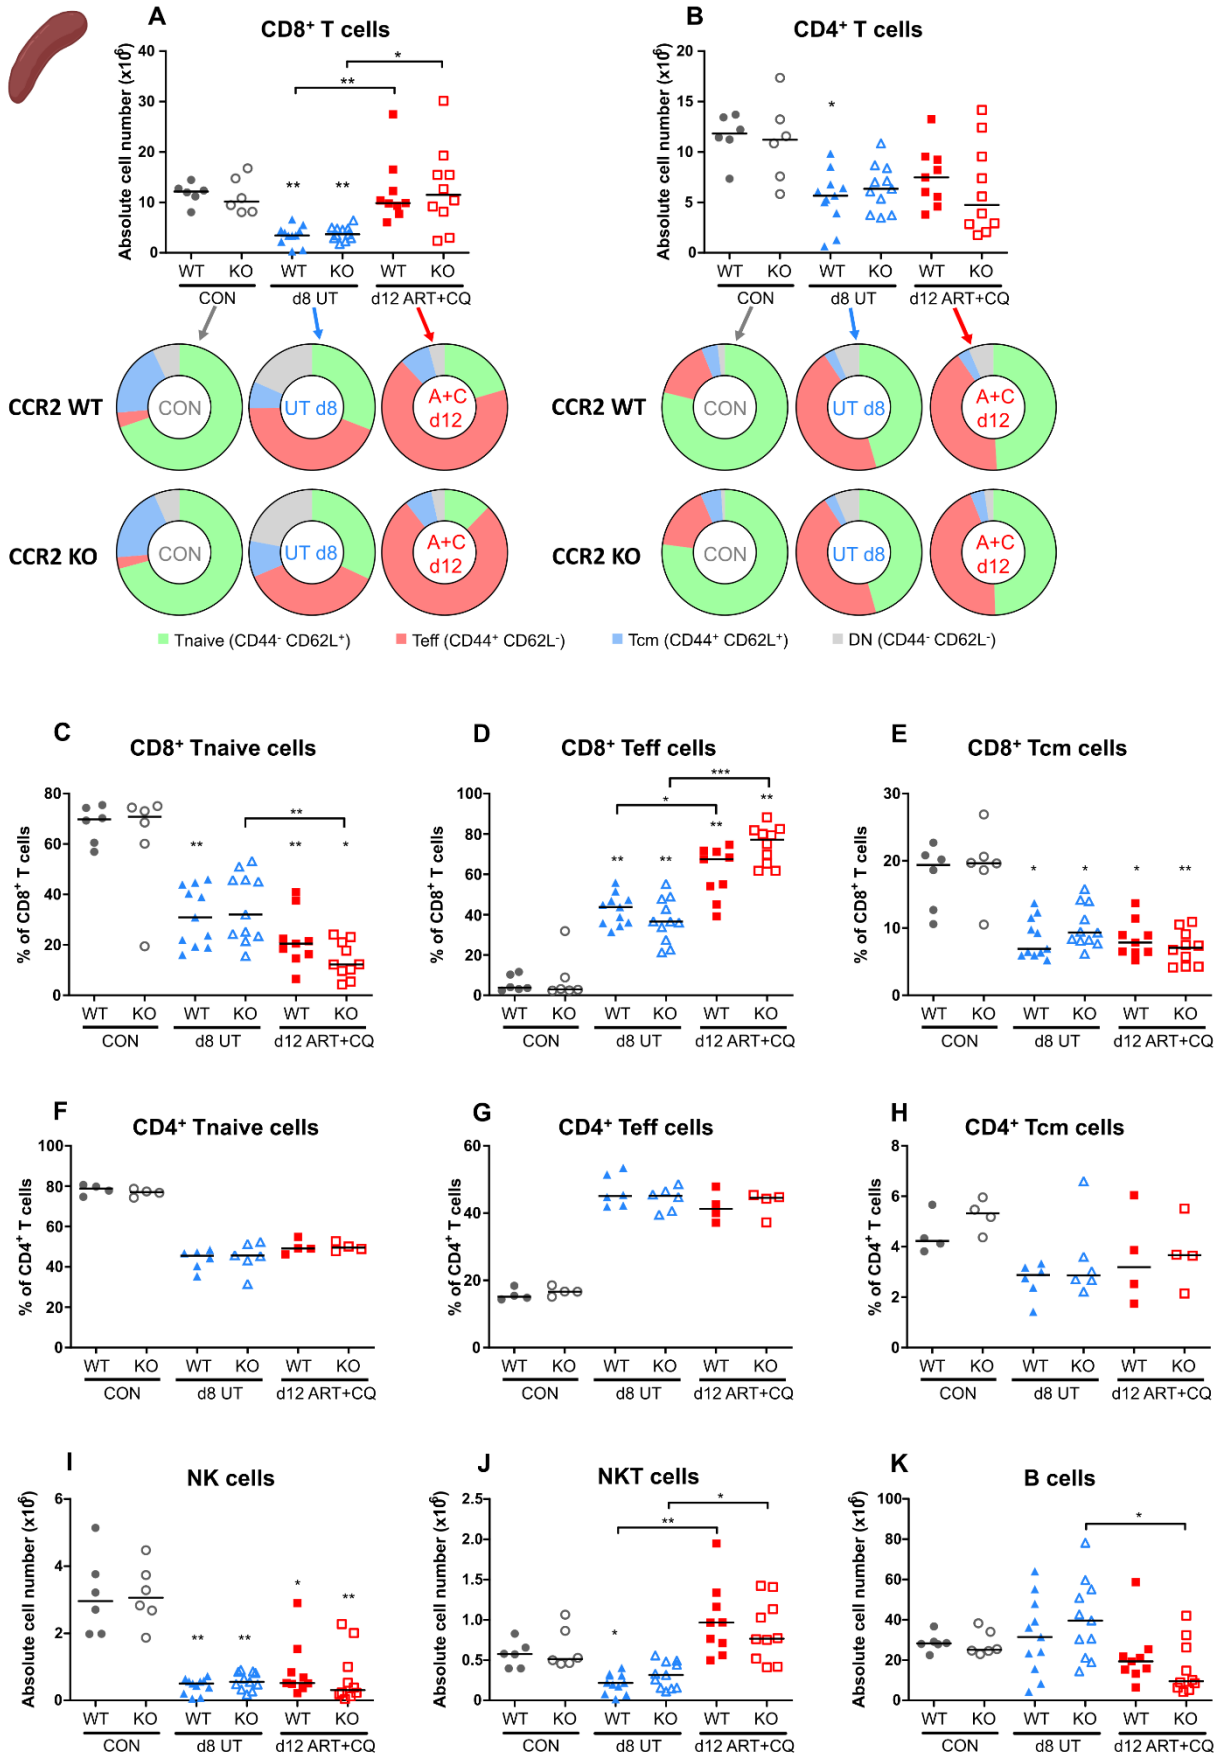 A
CD8⁺ T cells
Absolute cell number (x10⁶)
40
30
20
10
0
**
*
**
**
WT KO WT KO WT KO
CON d8 UT d12 ART+CQ
B
CD4⁺ T cells
Absolute cell number (x10⁶)
20
15
10
5
0
*
WT KO WT KO WT KO
CON d8 UT d12 ART+CQ
CCR2 WT
CON
UT d8
A+C
d12
CON
UT d8
A+C
d12
CCR2 KO
CON
UT d8
A+C
d12
CON
UT d8
A+C
d12
Tnaive (CD44⁻ CD62L⁺) Teff (CD44⁺ CD62L⁻) Tcm (CD44⁺ CD62L⁺) DN (CD44⁻ CD62L⁻)
C
CD8⁺ Tnaive cells
% of CD8⁺ T cells
80
60
40
20
0
**
**
**
*
WT KO WT KO WT KO
CON d8 UT d12 ART+CQ
D
CD8⁺ Teff cells
% of CD8⁺ T cells
100
80
60
40
20
0
***
*
**
**
**
**
WT KO WT KO WT KO
CON d8 UT d12 ART+CQ
E
CD8⁺ Tcm cells
% of CD8⁺ T cells
30
20
10
0
*
*
*
**
WT KO WT KO WT KO
CON d8 UT d12 ART+CQ
F
CD4⁺ Tnaive cells
% of CD4⁺ T cells
100
80
60
40
20
0
WT KO WT KO WT KO
CON d8 UT d12 ART+CQ
G
CD4⁺ Teff cells
% of CD4⁺ T cells
60
40
20
0
WT KO WT KO WT KO
CON d8 UT d12 ART+CQ
H
CD4⁺ Tcm cells
% of CD4⁺ T cells
8
6
4
2
0
WT KO WT KO WT KO
CON d8 UT d12 ART+CQ
I
NK cells
Absolute cell number (x10⁶)
6
4
2
0
**
**
*
**
WT KO WT KO WT KO
CON d8 UT d12 ART+CQ
J
NKT cells
Absolute cell number (x10⁶)
2.5
2.0
1.5
1.0
0.5
0.0
*
**
*
WT KO WT KO WT KO
CON d8 UT d12 ART+CQ
K
B cells
Absolute cell number (x10⁶)
100
80
60
40
20
0
*
WT KO WT KO WT KO
CON d8 UT d12 ART+CQ